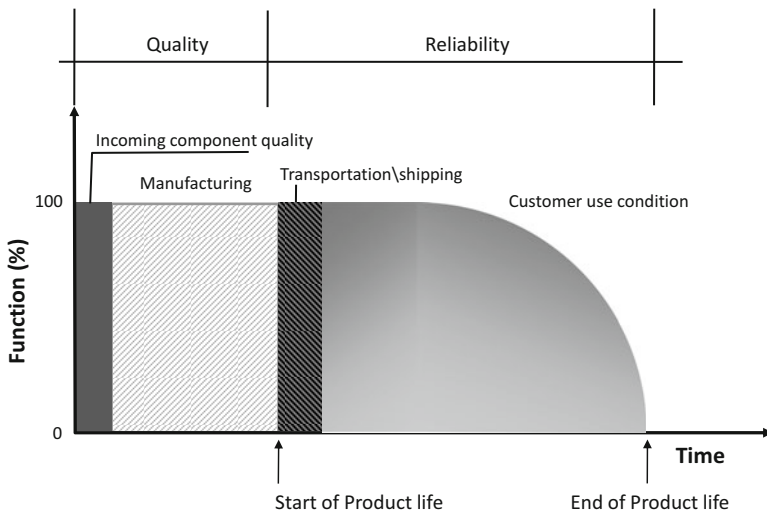 Quality
Reliability
Incoming component quality
Transportation\shipping
Manufacturing
Customer use condition
100
Function (%)
0
Time
Start of Product life
End of Product life